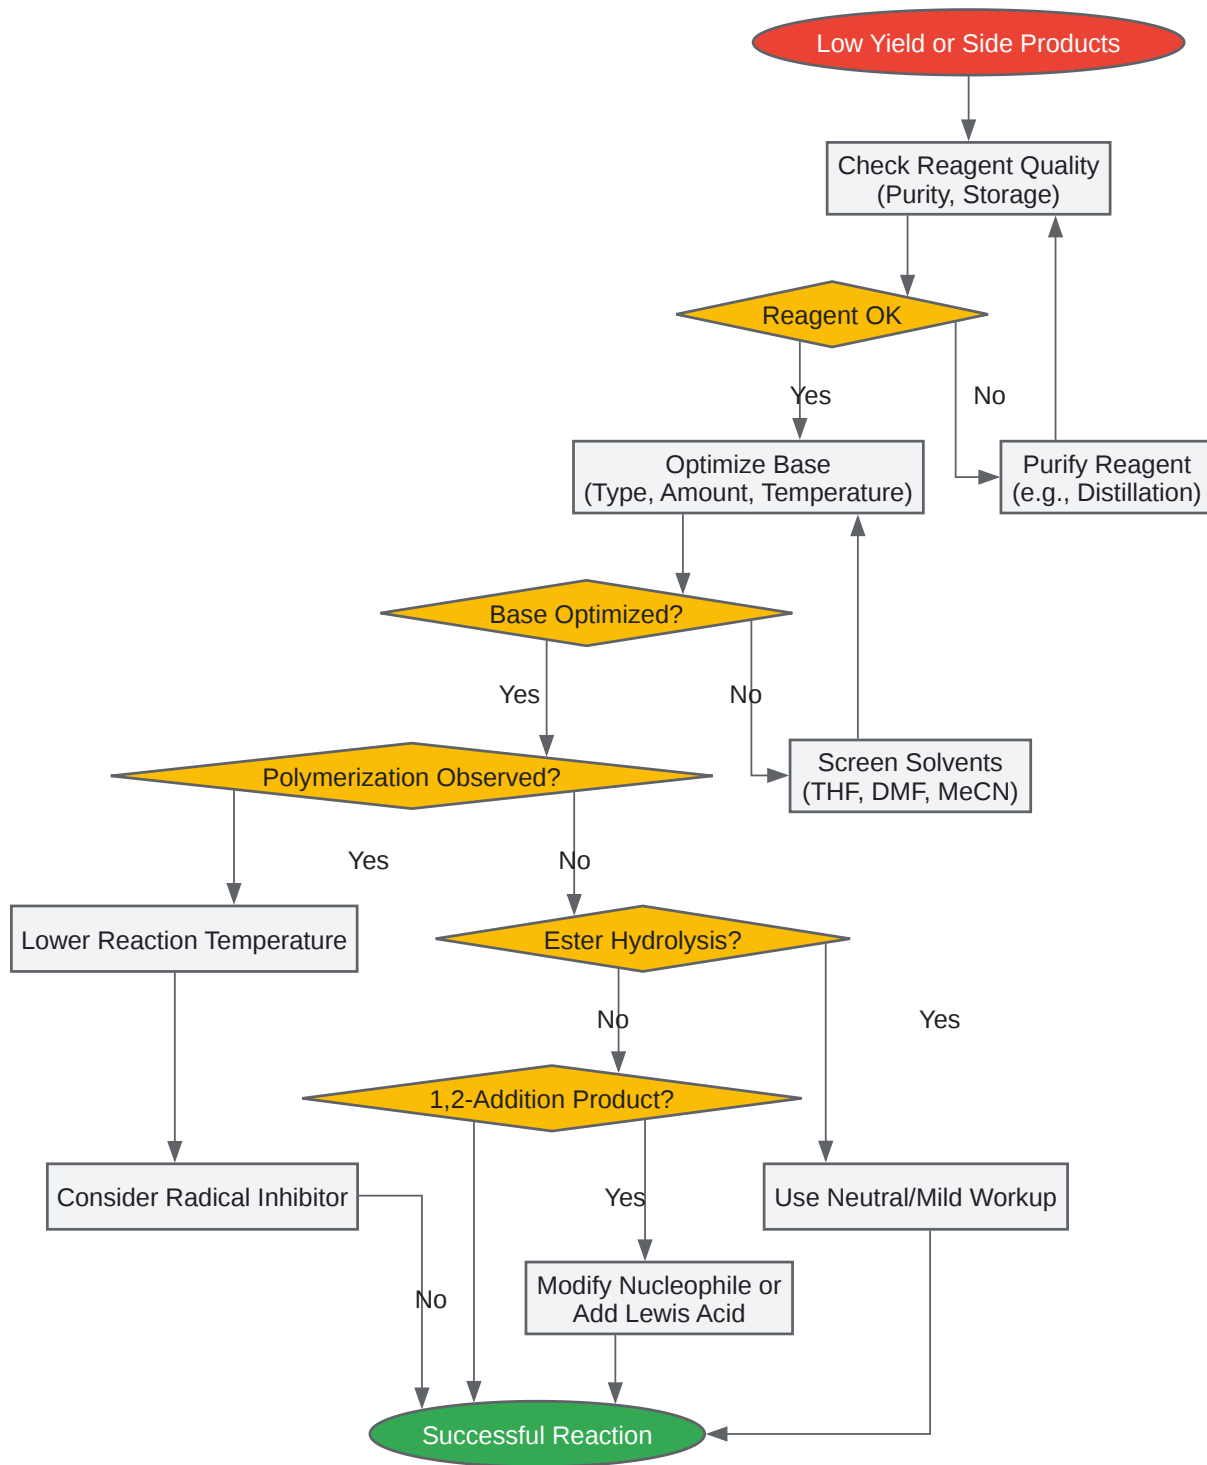 Low Yield or Side Products
Check Reagent Quality
(Purity, Storage)
Reagent OK
Yes
No
Optimize Base
(Type, Amount, Temperature)
Purify Reagent
(e.g., Distillation)
Base Optimized?
Yes
No
Screen Solvents
(THF, DMF, MeCN)
Polymerization Observed?
Yes
No
Lower Reaction Temperature
Ester Hydrolysis?
No
Yes
1,2-Addition Product?
Consider Radical Inhibitor
Yes
Use Neutral/Mild Workup
No
Modify Nucleophile or
Add Lewis Acid
Successful Reaction